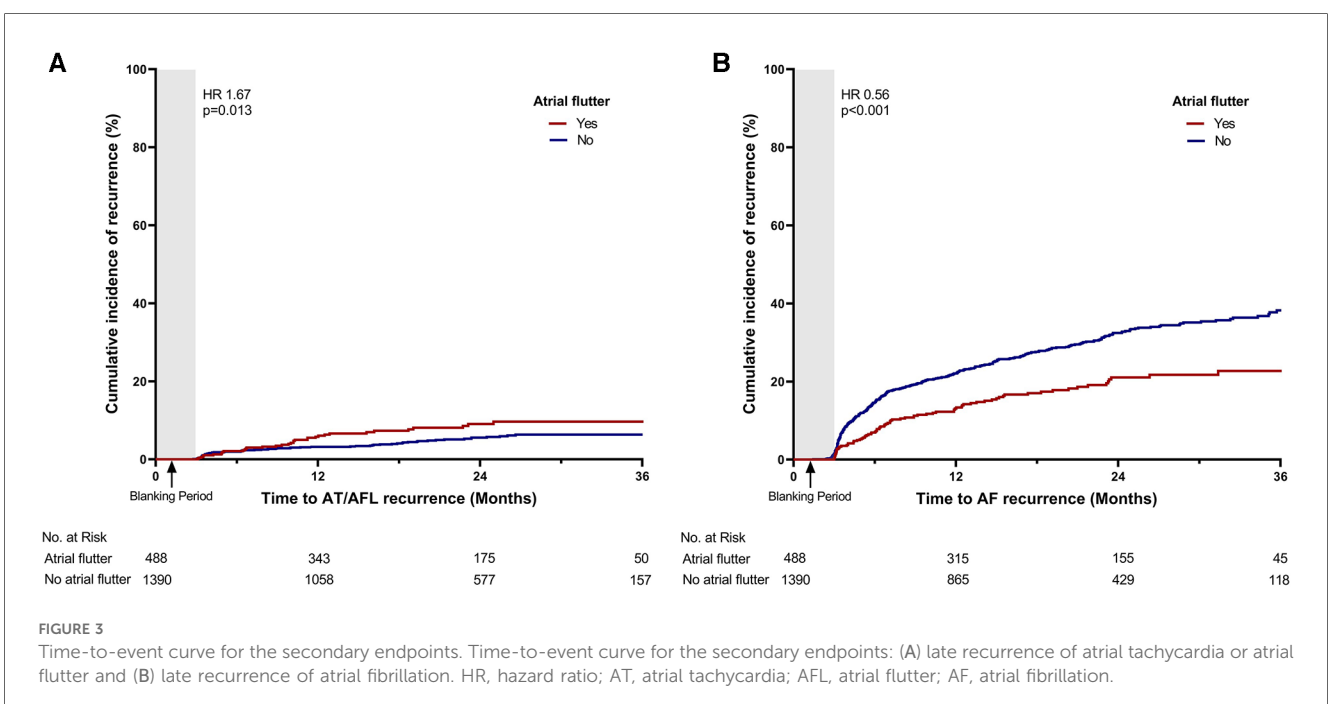 A
100
80
60
40
20
0
Cumulative incidence of recurrence (%)
HR 1.67
p=0.013
Atrial flutter
Yes
No
0 12 24 36
Blanking Period
Time to AT/AFL recurrence (Months)
No. at Risk
Atrial flutter 488 343 175 50
No atrial flutter 1390 1058 577 157
B
100
80
60
40
20
0
Cumulative incidence of recurrence (%)
HR 0.56
p<0.001
Atrial flutter
Yes
No
0 12 24 36
Blanking Period
Time to AF recurrence (Months)
No. at Risk
Atrial flutter 488 315 155 45
No atrial flutter 1390 865 429 118
FIGURE 3
Time-to-event curve for the secondary endpoints. Time-to-event curve for the secondary endpoints: (A) late recurrence of atrial tachycardia or atrial
flutter and (B) late recurrence of atrial fibrillation. HR, hazard ratio; AT, atrial tachycardia; AFL, atrial flutter; AF, atrial fibrillation.